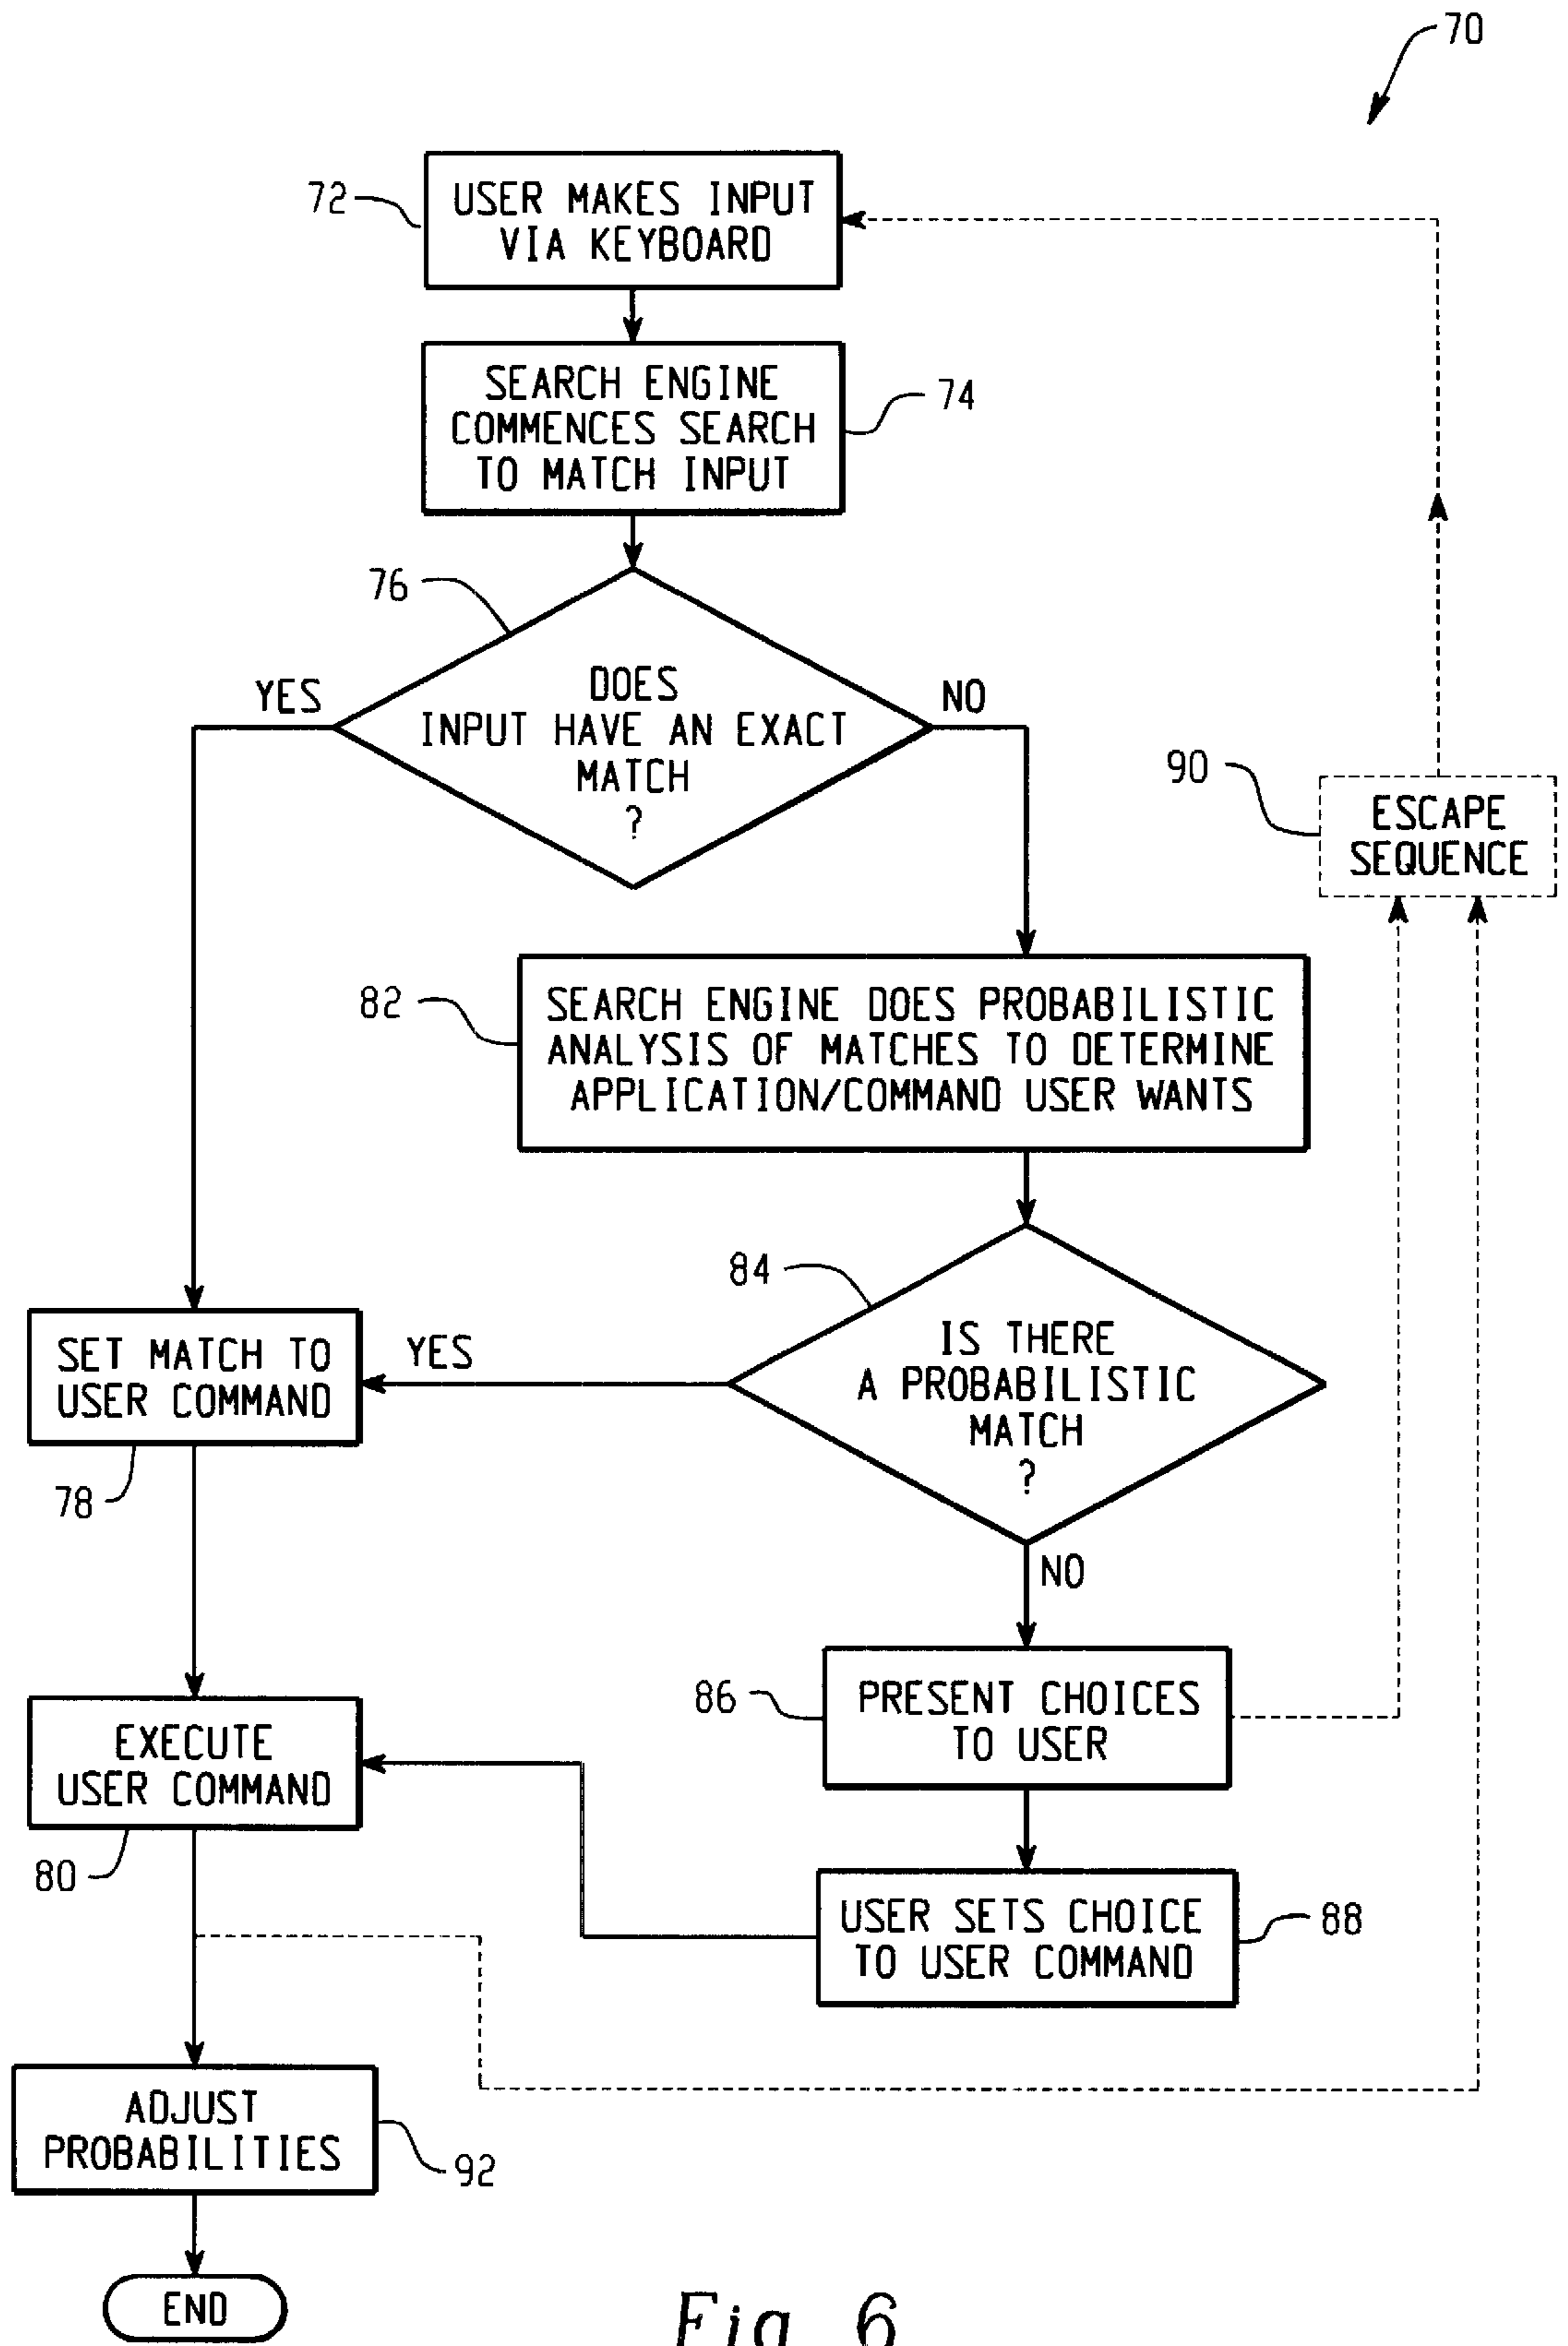 70
72
USER MAKES INPUT
VIA KEYBOARD
SEARCH ENGINE
COMMENCES SEARCH
TO MATCH INPUT
74
76
DOES
INPUT HAVE AN EXACT
MATCH
?
YES
NO
90
ESCAPE
SEQUENCE
82
SEARCH ENGINE DOES PROBABILISTIC
ANALYSIS OF MATCHES TO DETERMINE
APPLICATION/COMMAND USER WANTS
84
IS THERE
A PROBABILISTIC
MATCH
?
YES
SET MATCH TO
USER COMMAND
78
NO
86
PRESENT CHOICES
TO USER
EXECUTE
USER COMMAND
80
USER SETS CHOICE
TO USER COMMAND
88
ADJUST
PROBABILITIES
92
END
Fig. 6